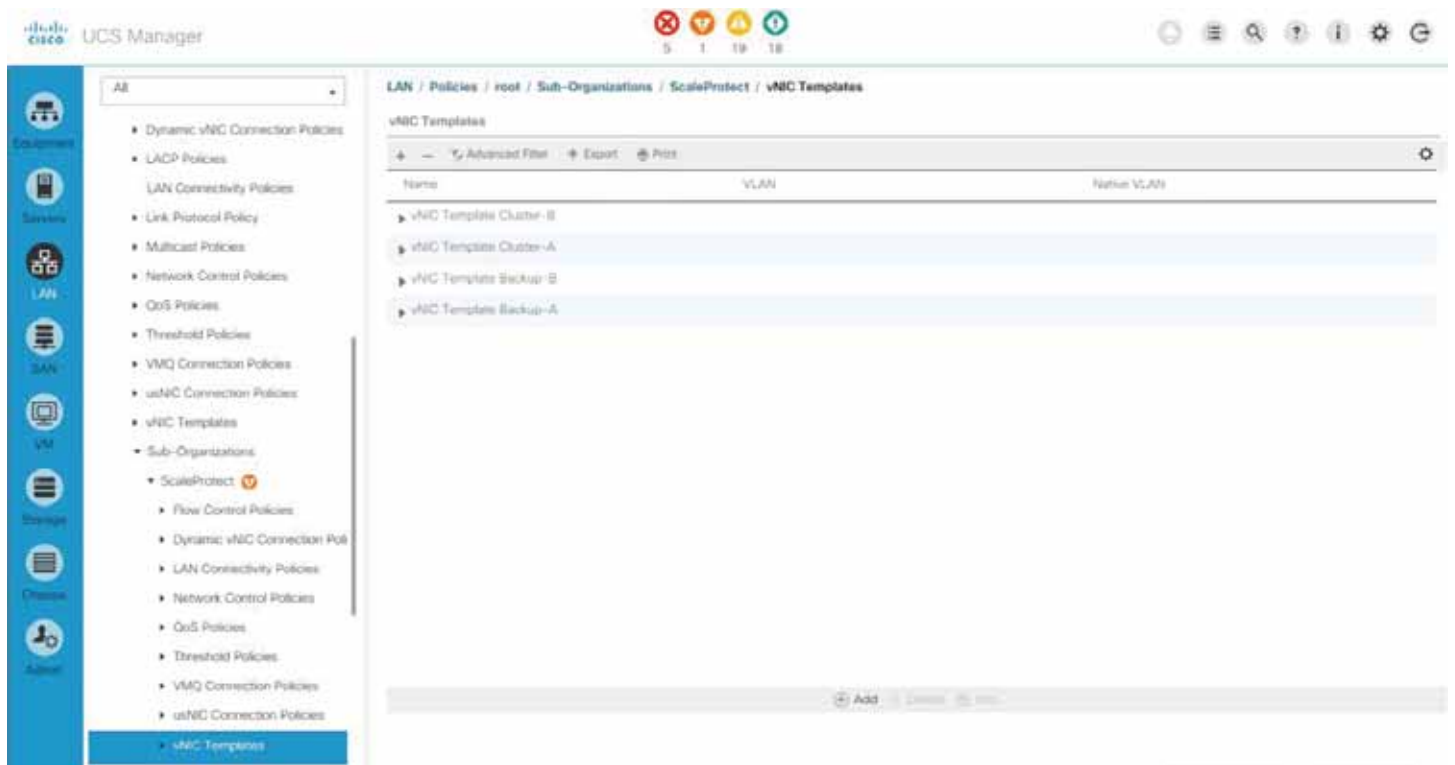 cisco UCS Manager
5 1 19 18
All
Equipment
Servers
LAN
SAN
VM
Storage
Chassis
Admin
Dynamic vNIC Connection Policies
LACP Policies
LAN Connectivity Policies
Link Protocol Policy
Multicast Policies
Network Control Policies
QoS Policies
Threshold Policies
VMQ Connection Policies
usNIC Connection Policies
vNIC Templates
Sub-Organizations
ScaleProtect
Flow Control Policies
Dynamic vNIC Connection Poli
LAN Connectivity Policies
Network Control Policies
QoS Policies
Threshold Policies
VMQ Connection Policies
usNIC Connection Policies
vNIC Templates
LAN / Policies / root / Sub-Organizations / ScaleProtect / vNIC Templates
vNIC Templates
+ − Advanced Filter Export Print
Name VLAN Native VLAN
vNIC Template Cluster-B
vNIC Template Cluster-A
vNIC Template Backup-B
vNIC Template Backup-A
Add Delete Info